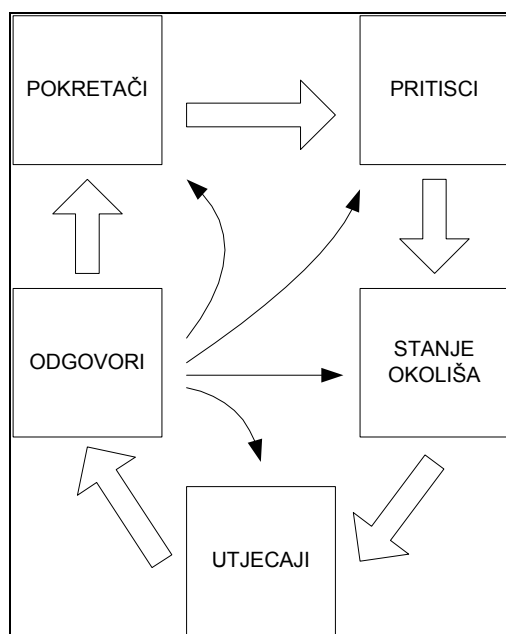 POKRETAČI
PRITISCI
ODGOVORI
STANJE
OKOLIŠA
UTJECAJI